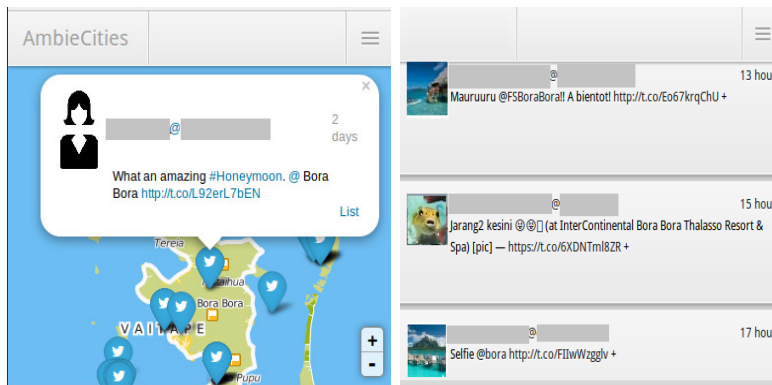 AmbieCities
×
@
2
days
What an amazing #Honeymoon. @ Bora
Bora http://t.co/L92erL7bEN
List
Tereia
Bora Bora
VAITAPE
Pupu
+
-
@
13 hou
Mauruuru @FSBoraBora!! A bientot! http://t.co/Eo67krqChU +
@
15 hou
Jarang2 kesini (at InterContinental Bora Bora Thalasso Resort &
Spa) [pic] — https://t.co/6XDNTml8ZR +
@
17 hou
Selfie @bora http://t.co/FIIwWzgglv +